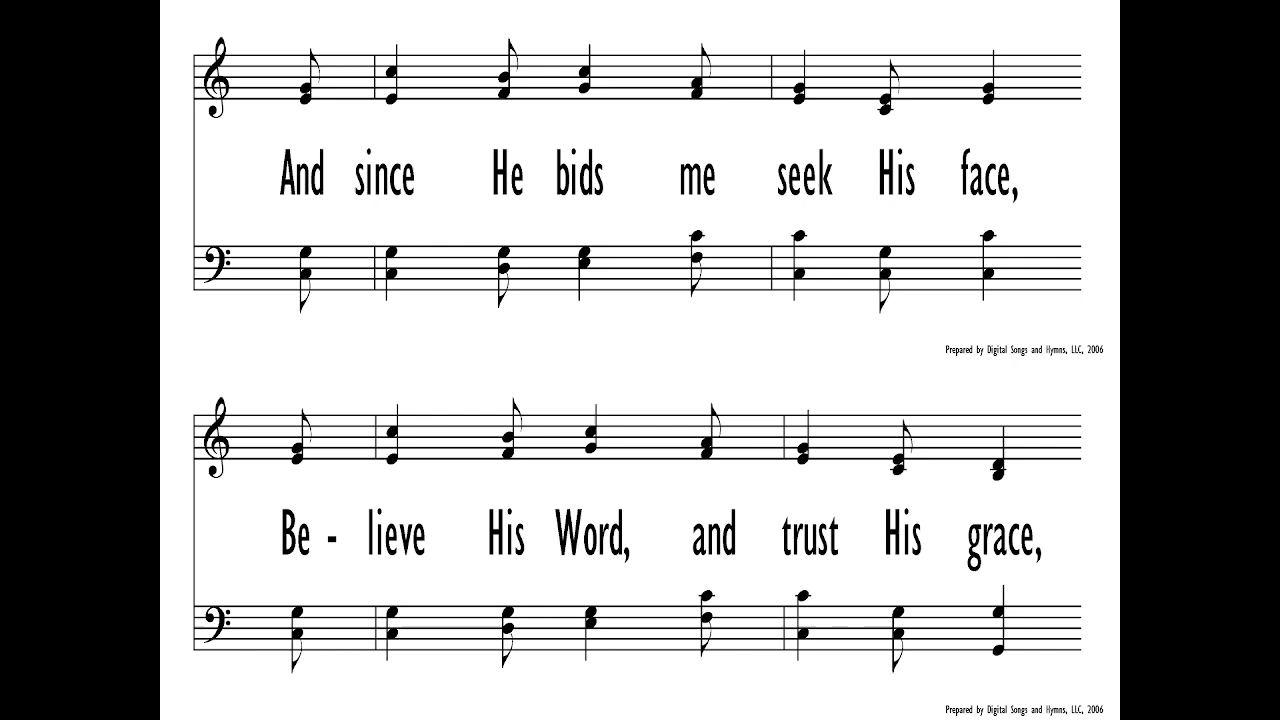 And since He bids me seek His face,
Prepared by Digital Songs and Hymns, LLC, 2006
Be - lieve His Word, and trust His grace,
Prepared by Digital Songs and Hymns, LLC, 2006